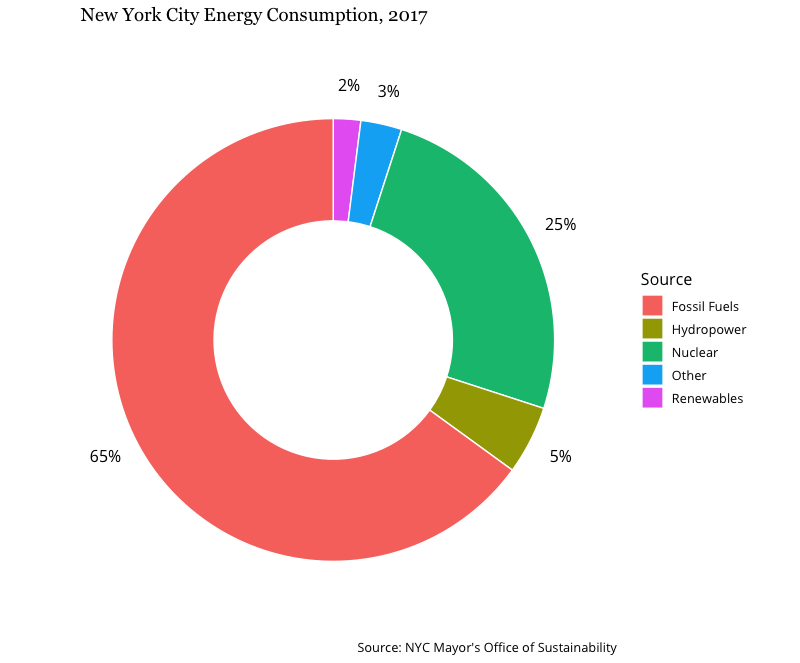 New York City Energy Consumption, 2017
2% 3%
25%
65%
5%
Source
Fossil Fuels
Hydropower
Nuclear
Other
Renewables
Source: NYC Mayor's Office of Sustainability